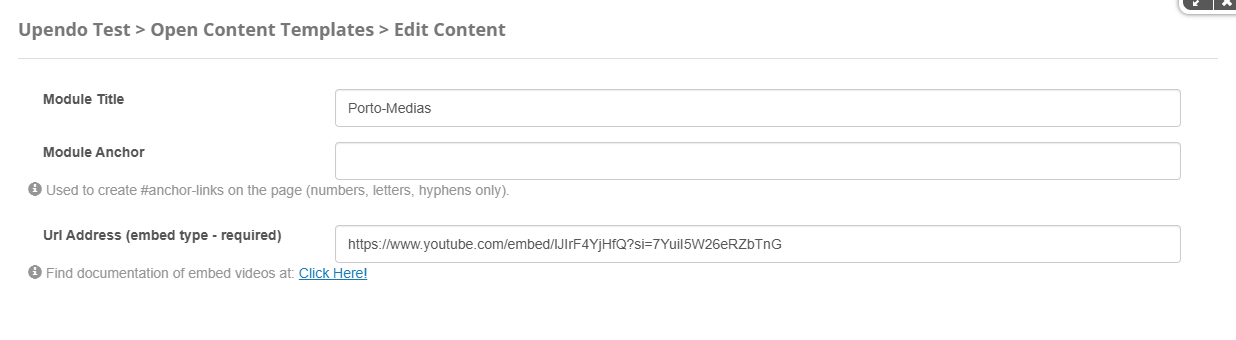 Upendo Test > Open Content Templates > Edit Content
Module Title
Porto-Medias
Module Anchor
Used to create #anchor-links on the page (numbers, letters, hyphens only).
Url Address (embed type - required)
https://www.youtube.com/embed/IJIrF4YjHfQ?si=7YuiI5W26eRZbTnG
Find documentation of embed videos at: Click Here!